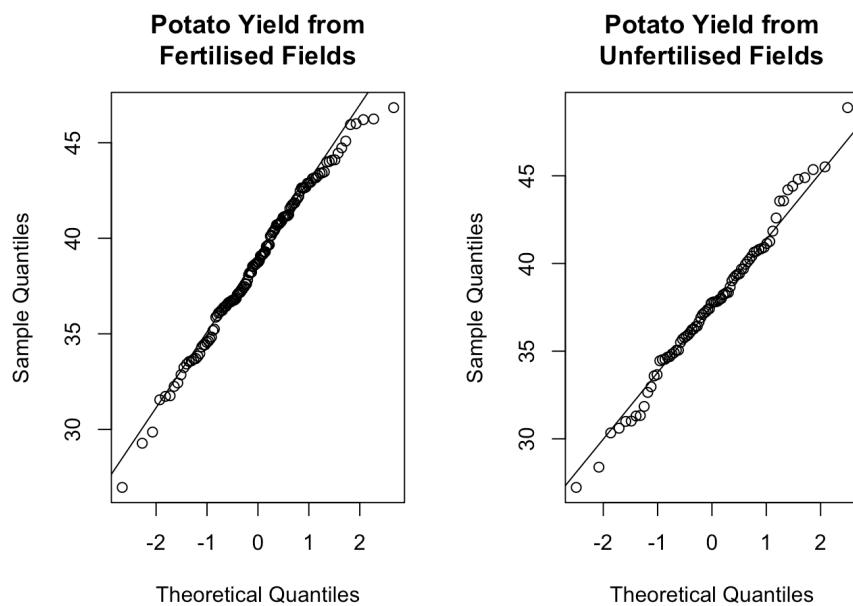 Potato Yield from
Fertilised Fields
45
40
35
30
Sample Quantiles
-2 -1 0 1 2
Theoretical Quantiles
Potato Yield from
Unfertilised Fields
45
40
35
30
Sample Quantiles
-2 -1 0 1 2
Theoretical Quantiles